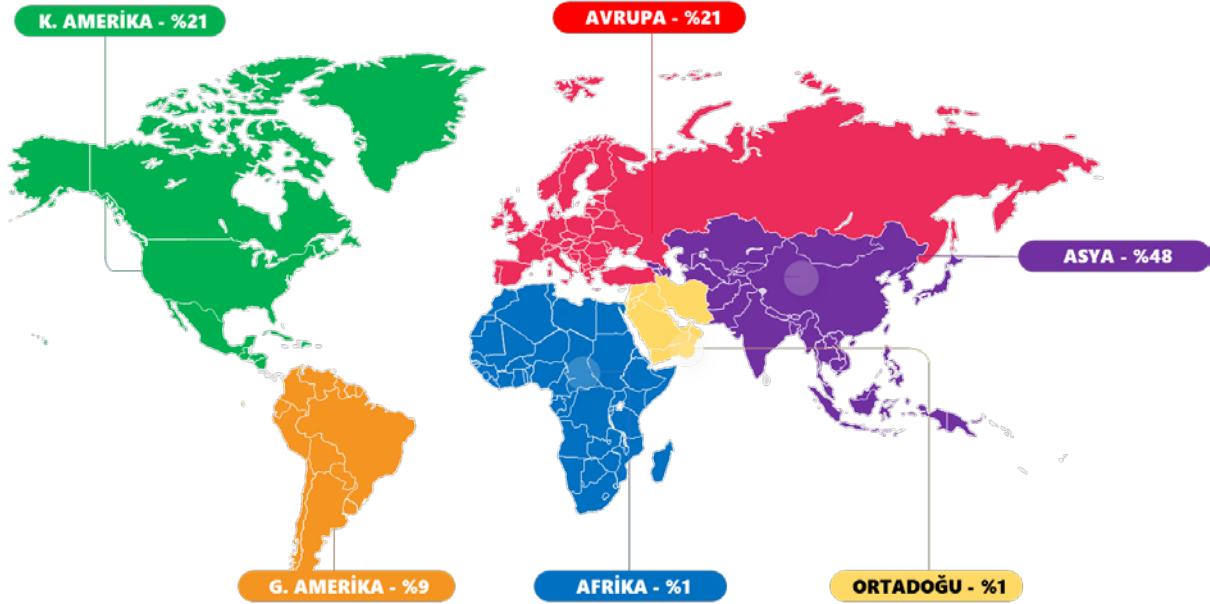 K. AMERİKA - %21
AVRUPA - %21
ASYA - %48
G. AMERİKA - %9
AFRİKA - %1
ORTADOĞU - %1